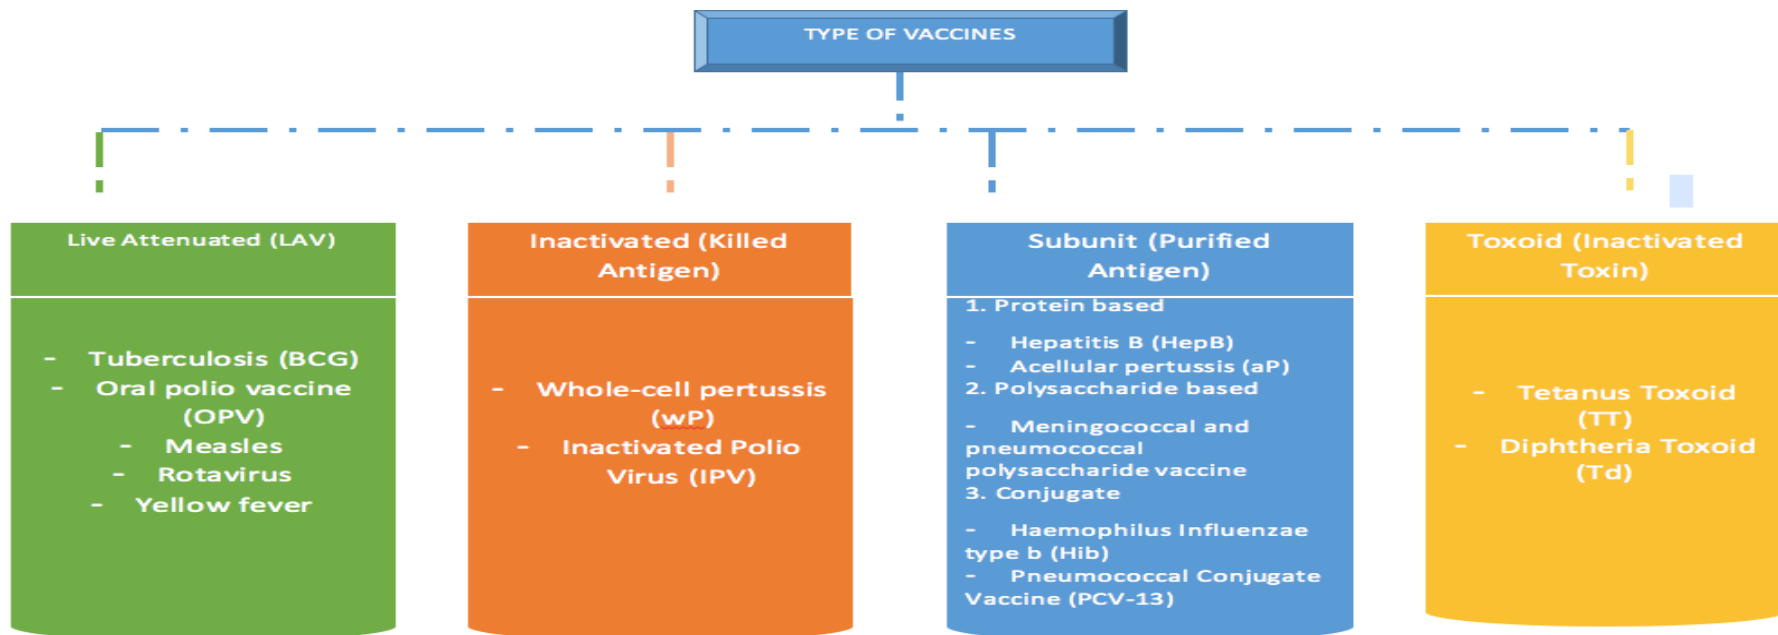 TYPE OF VACCINES
Live Attenuated (LAV)
- Tuberculosis (BCG)
- Oral polio vaccine
(OPV)
- Measles
- Rotavirus
- Yellow fever
Inactivated (Killed
Antigen)
- Whole-cell pertussis
(wP)
- Inactivated Polio
Virus (IPV)
Subunit (Purified
Antigen)
1. Protein based
- Hepatitis B (HepB)
- Acellular pertussis (aP)
2. Polysaccharide based
- Meningococcal and
pneumococcal
polysaccharide vaccine
3. Conjugate
- Haemophilus Influenzae
type b (Hib)
- Pneumococcal Conjugate
Vaccine (PCV-13)
Toxoid (Inactivated
Toxin)
- Tetanus Toxoid
(TT)
- Diphtheria Toxoid
(Td)